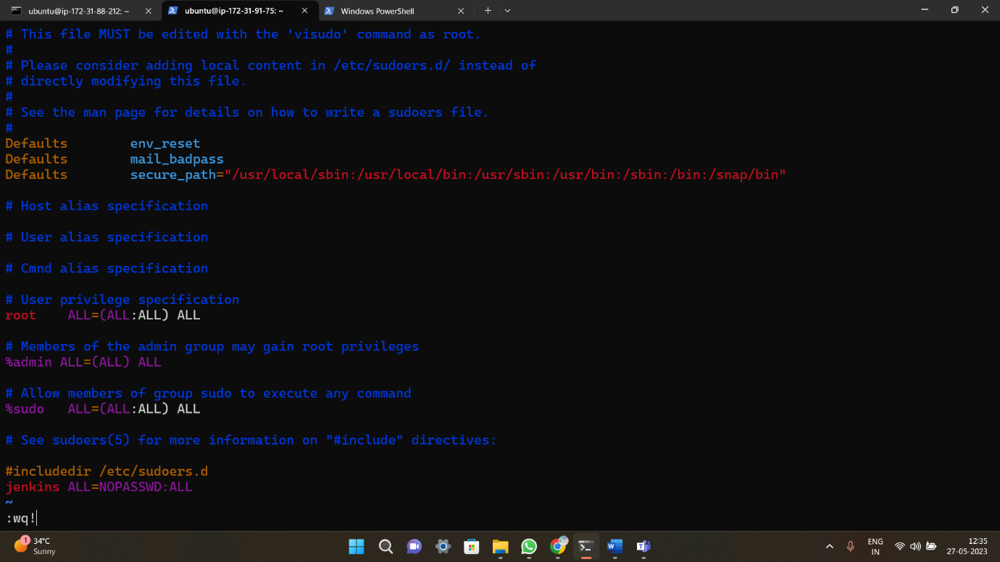 ubuntu@ip-172-31-88-212: ~
ubuntu@ip-172-31-91-75: ~
Windows PowerShell
# This file MUST be edited with the 'visudo' command as root.
#
# Please consider adding local content in /etc/sudoers.d/ instead of
# directly modifying this file.
#
# See the man page for details on how to write a sudoers file.
#
Defaults        env_reset
Defaults        mail_badpass
Defaults        secure_path="/usr/local/sbin:/usr/local/bin:/usr/sbin:/usr/bin:/sbin:/bin:/snap/bin"
# Host alias specification
# User alias specification
# Cmnd alias specification
# User privilege specification
root    ALL=(ALL:ALL) ALL
# Members of the admin group may gain root privileges
%admin ALL=(ALL) ALL
# Allow members of group sudo to execute any command
%sudo   ALL=(ALL:ALL) ALL
# See sudoers(5) for more information on "#include" directives:
#includedir /etc/sudoers.d
jenkins ALL=NOPASSWD:ALL
~
:wq!
1
34°C
Sunny
ENG
IN
12:35
27-05-2023